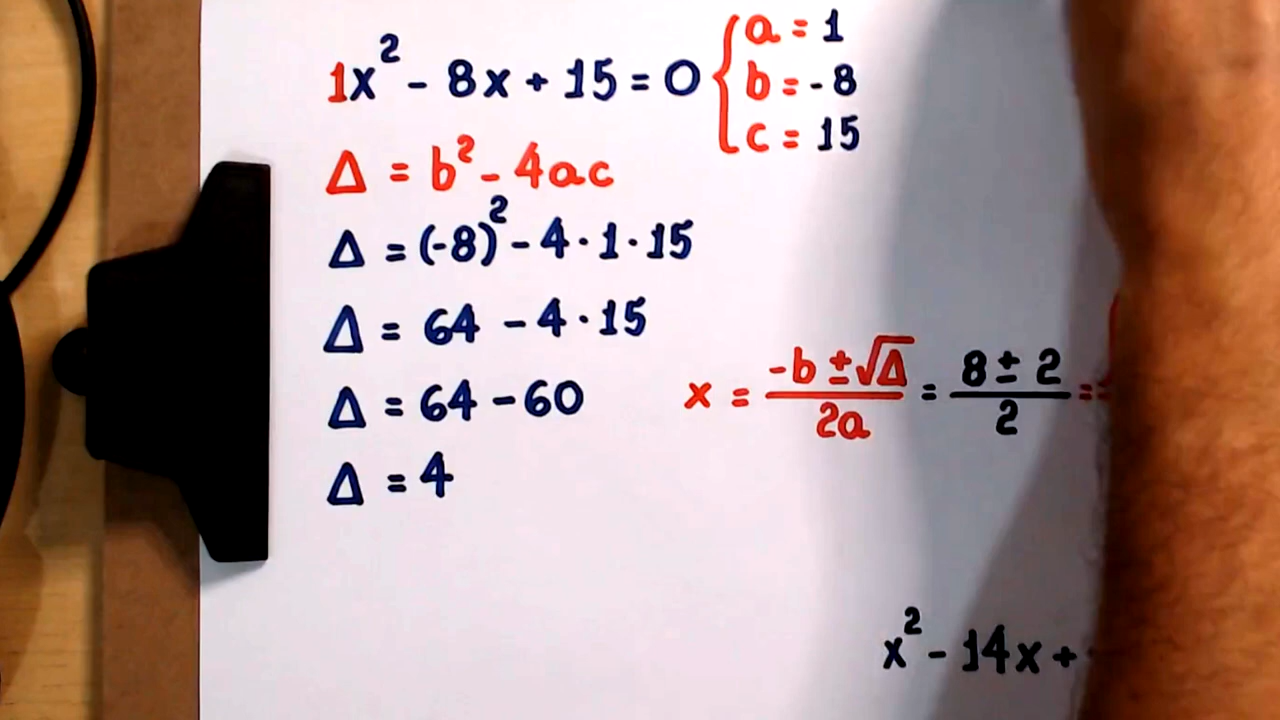 1x² - 8x + 15 = 0 { a = 1
b = - 8
c = 15
Δ = b² - 4ac
Δ = (-8)² - 4 · 1 · 15
Δ = 64 - 4 · 15
Δ = 64 - 60
x = -b ± √Δ / 2a = 8 ± 2 / 2 =
Δ = 4
x² - 14x +